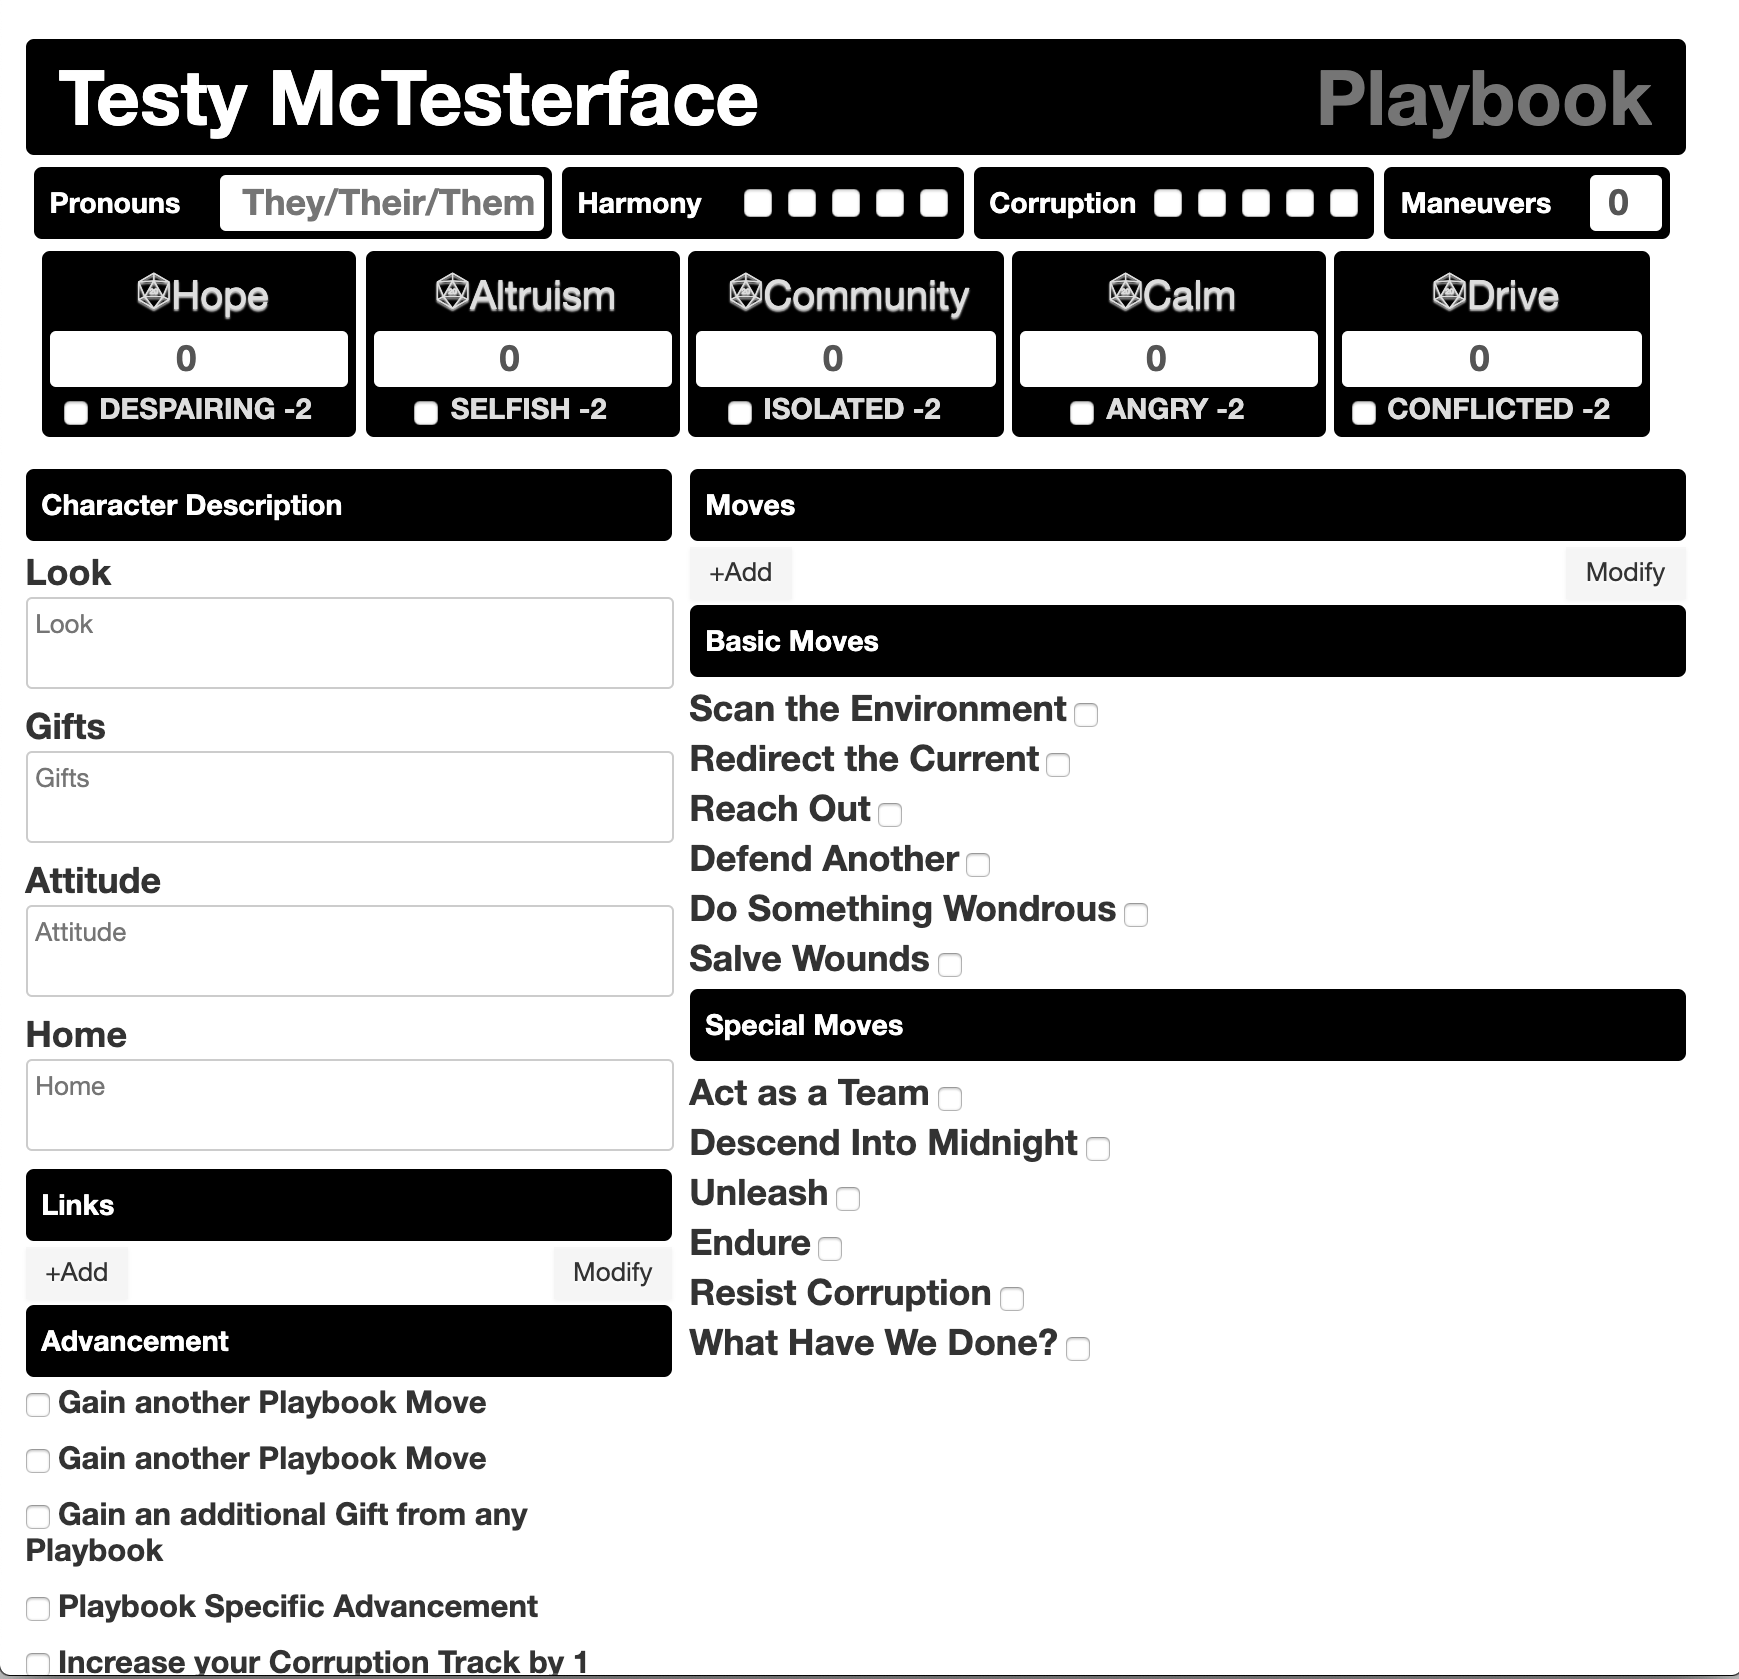 Testy McTesterface Playbook
Pronouns They/Their/Them Harmony Corruption Maneuvers 0
Hope Altruism Community Calm Drive
0 0 0 0 0
DESPAIRING -2 SELFISH -2 ISOLATED -2 ANGRY -2 CONFLICTED -2
Character Description
Look
Look
Gifts
Gifts
Attitude
Attitude
Home
Home
Links
+Add Modify
Advancement
Gain another Playbook Move
Gain another Playbook Move
Gain an additional Gift from any
Playbook
Playbook Specific Advancement
Increase your Corruption Track by 1
Moves
+Add Modify
Basic Moves
Scan the Environment
Redirect the Current
Reach Out
Defend Another
Do Something Wondrous
Salve Wounds
Special Moves
Act as a Team
Descend Into Midnight
Unleash
Endure
Resist Corruption
What Have We Done?